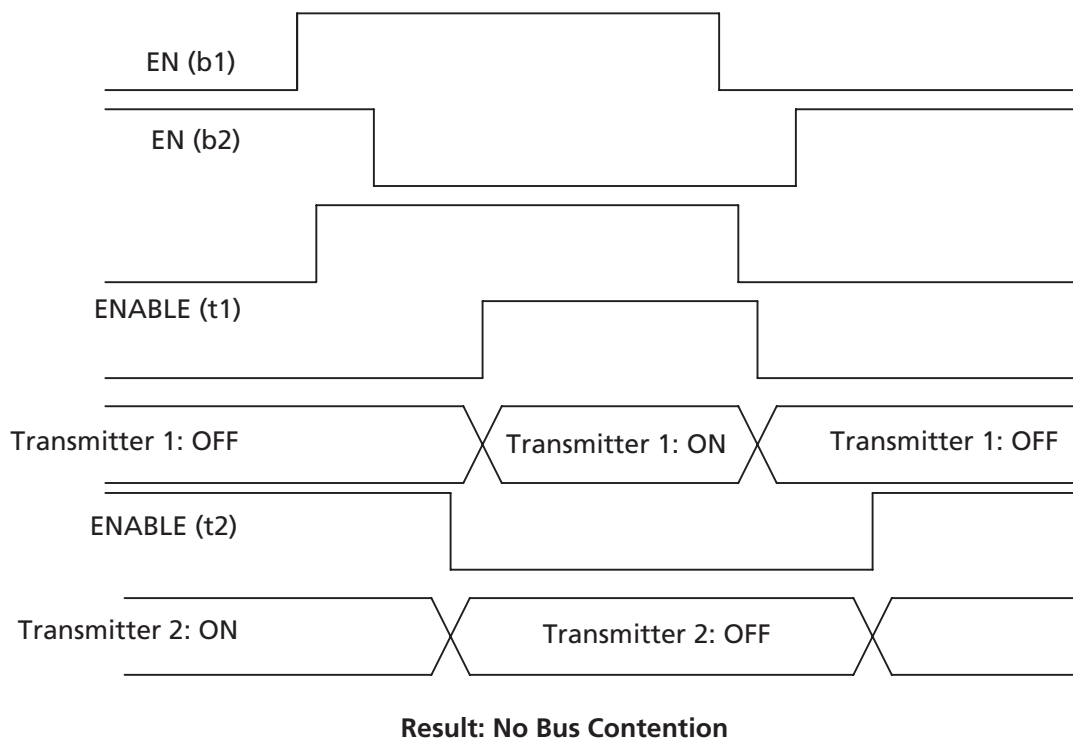 EN (b1)
EN (b2)
ENABLE (t1)
Transmitter 1: OFF
Transmitter 1: ON
Transmitter 1: OFF
ENABLE (t2)
Transmitter 2: ON
Transmitter 2: OFF
Result: No Bus Contention